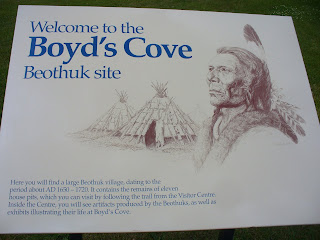 Welcome to the
Boyd's Cove
Beothuk site
Here you will find a large Beothuk village, dating to the
period about AD 1650 – 1720. It contains the remains of eleven
house pits, which you can visit by following the trail from the Visitor Centre.
Inside the Centre, you will see artifacts produced by the Beothuks, as well as
exhibits illustrating their life at Boyd's Cove.